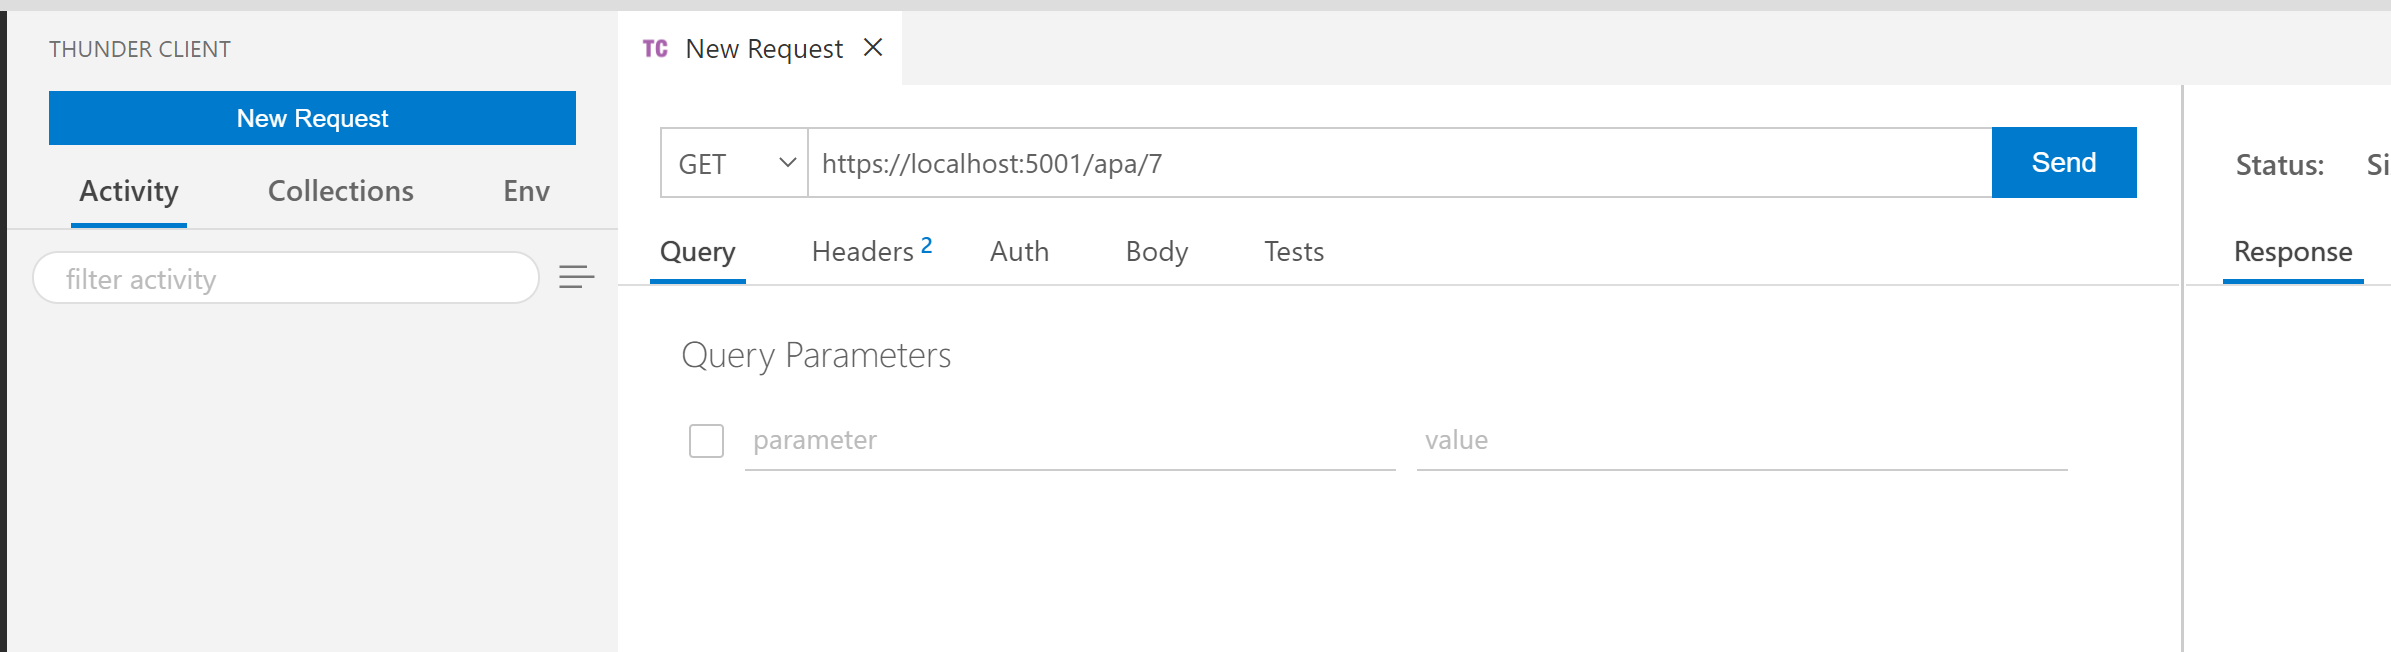 THUNDER CLIENT
New Request
Activity Collections Env
filter activity
TC New Request
GET https://localhost:5001/apa/7 Send
Query Headers 2 Auth Body Tests
Query Parameters
parameter value
Status: Si
Response